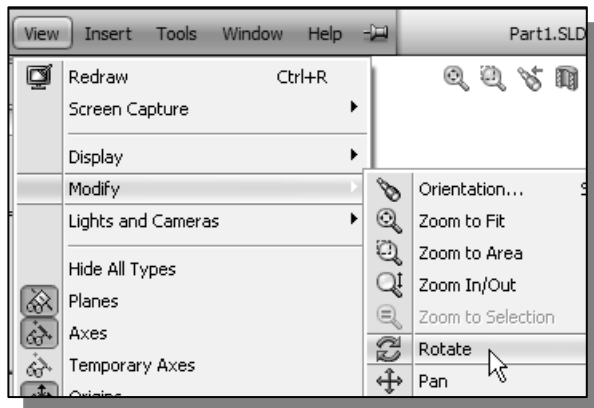 View Insert Tools Window Help Part1.SLD
Redraw Ctrl+R
Screen Capture
Display
Modify
Lights and Cameras
Hide All Types
Planes
Axes
Temporary Axes
Origins
Orientation...
Zoom to Fit
Zoom to Area
Zoom In/Out
Zoom to Selection
Rotate
Pan